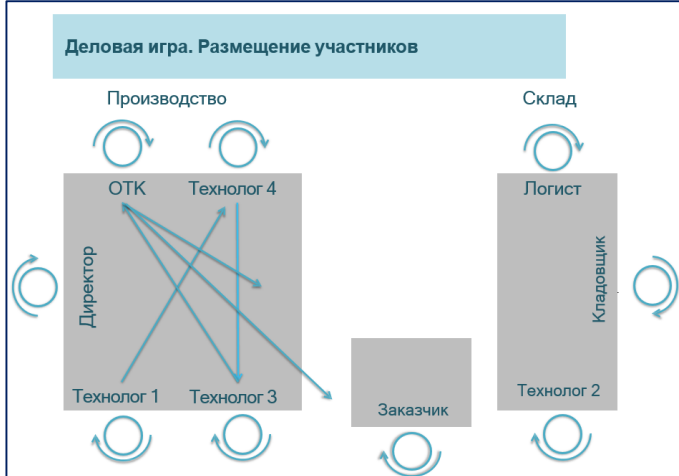 Деловая игра. Размещение участников
Производство
Склад
ОТК
Технолог 4
Логист
Директор
Кладовщик
Технолог 1
Технолог 3
Заказчик
Технолог 2